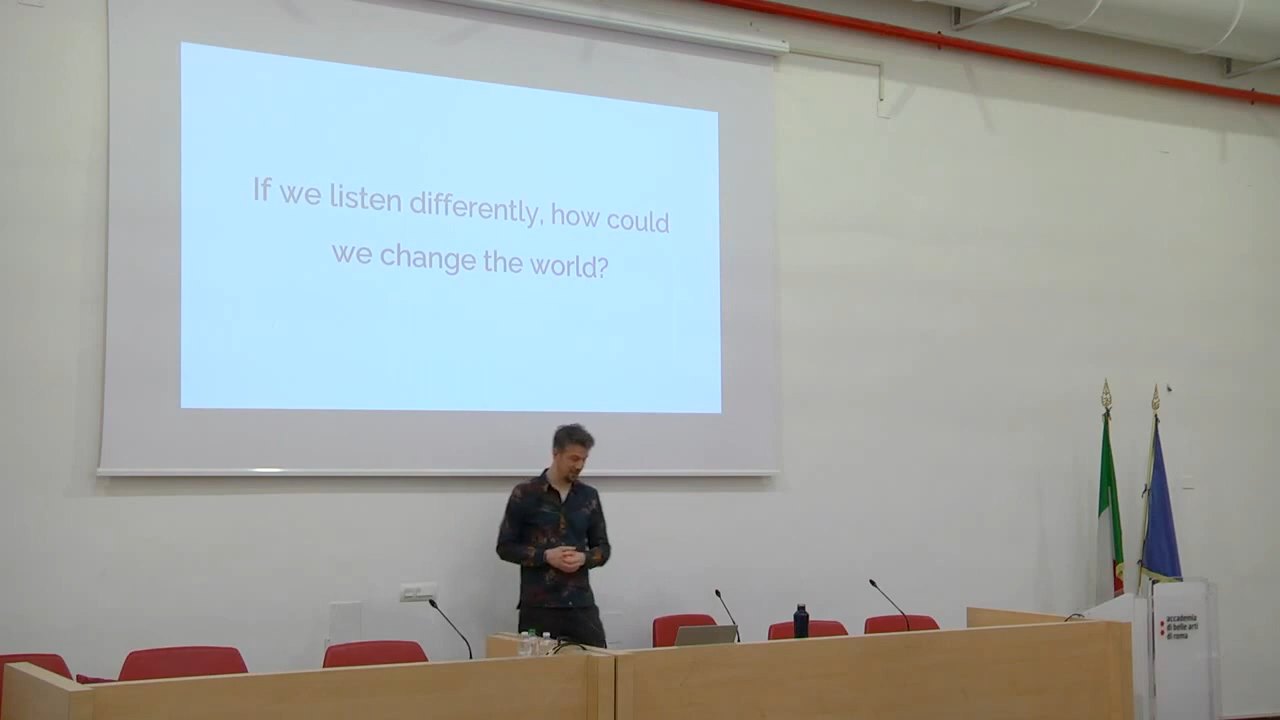 If we listen differently, how could
we change the world?
accademia
di belle arti
di roma